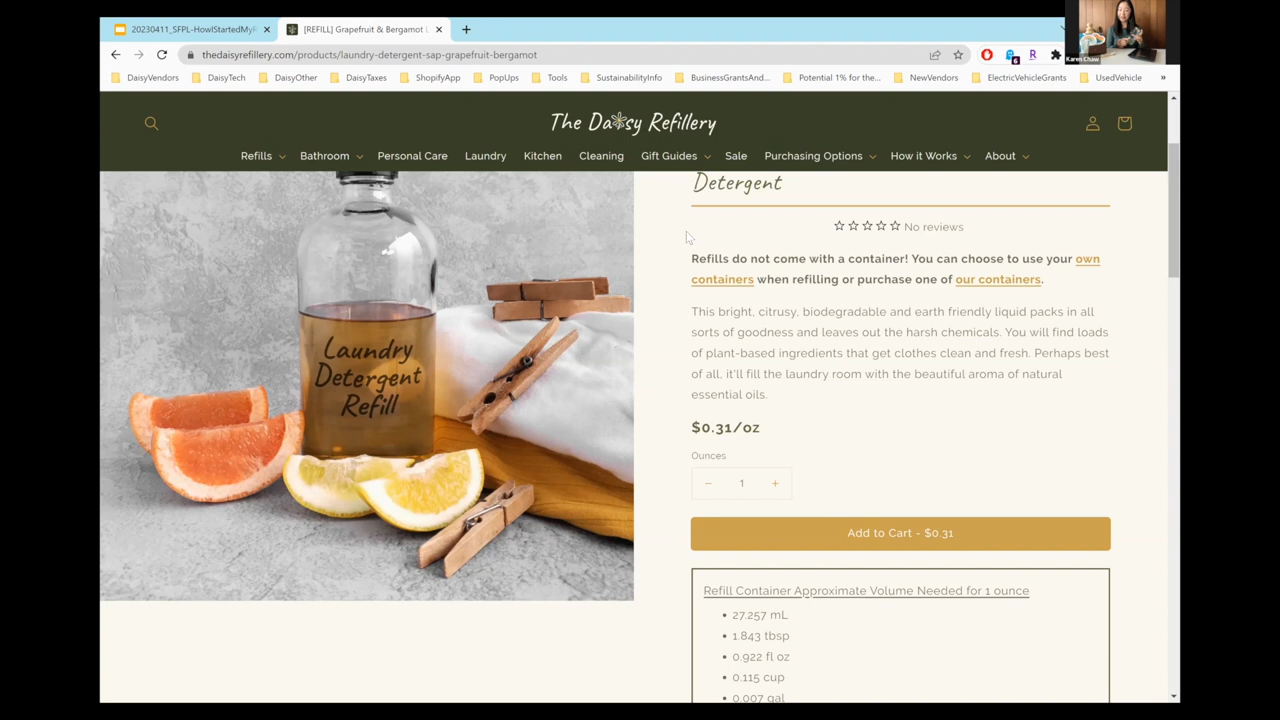 20230411_SFPL-HowIStartedMyF
[REFILL] Grapefruit & Bergamot L
thedaisyrefillery.com/products/laundry-detergent-sap-grapefruit-bergamot
6
R
Karen Chaw
DaisyVendors DaisyTech DaisyOther DaisyTaxes ShopifyApp PopUps Tools SustainabilityInfo BusinessGrantsAnd... Potential 1% for the... NewVendors ElectricVehicleGrants UsedVehicle »
The Daisy Refillery
Refills Bathroom Personal Care Laundry Kitchen Cleaning Gift Guides Sale Purchasing Options How it Works About
Detergent
No reviews
Refills do not come with a container! You can choose to use your own
containers when refilling or purchase one of our containers.
This bright, citrusy, biodegradable and earth friendly liquid packs in all
sorts of goodness and leaves out the harsh chemicals. You will find loads
of plant-based ingredients that get clothes clean and fresh. Perhaps best
of all, it'll fill the laundry room with the beautiful aroma of natural
essential oils.
$0.31/oz
Ounces
− 1 +
Add to Cart - $0.31
Refill Container Approximate Volume Needed for 1 ounce
• 27.257 mL
• 1.843 tbsp
• 0.922 fl oz
• 0.115 cup
• 0.007 gal
Laundry
Detergent
Refill